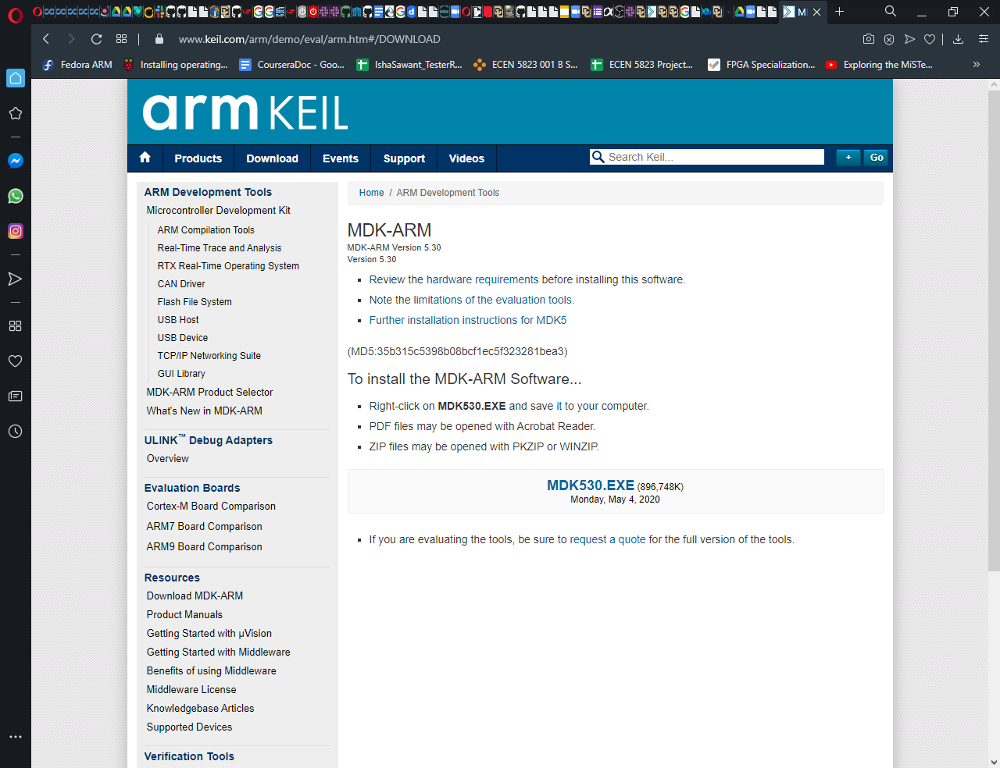 M
www.keil.com/arm/demo/eval/arm.htm#/DOWNLOAD
Fedora ARM
Installing operating...
CourseraDoc - Goo...
IshaSawant_TesterR...
ECEN 5823 001 B S...
ECEN 5823 Project...
FPGA Specialization...
Exploring the MiSTe...
arm KEIL
Products
Download
Events
Support
Videos
Search Keil...
+
Go
ARM Development Tools
Microcontroller Development Kit
ARM Compilation Tools
Real-Time Trace and Analysis
RTX Real-Time Operating System
CAN Driver
Flash File System
USB Host
USB Device
TCP/IP Networking Suite
GUI Library
MDK-ARM Product Selector
What's New in MDK-ARM
ULINK™ Debug Adapters
Overview
Evaluation Boards
Cortex-M Board Comparison
ARM7 Board Comparison
ARM9 Board Comparison
Resources
Download MDK-ARM
Product Manuals
Getting Started with µVision
Getting Started with Middleware
Benefits of using Middleware
Middleware License
Knowledgebase Articles
Supported Devices
Verification Tools
Home / ARM Development Tools
MDK-ARM
MDK-ARM Version 5.30
Version 5.30
Review the hardware requirements before installing this software.
Note the limitations of the evaluation tools.
Further installation instructions for MDK5
(MD5:35b315c5398b08bcf1ec5f323281bea3)
To install the MDK-ARM Software...
Right-click on MDK530.EXE and save it to your computer.
PDF files may be opened with Acrobat Reader.
ZIP files may be opened with PKZIP or WINZIP.
MDK530.EXE (896,748K)
Monday, May 4, 2020
If you are evaluating the tools, be sure to request a quote for the full version of the tools.